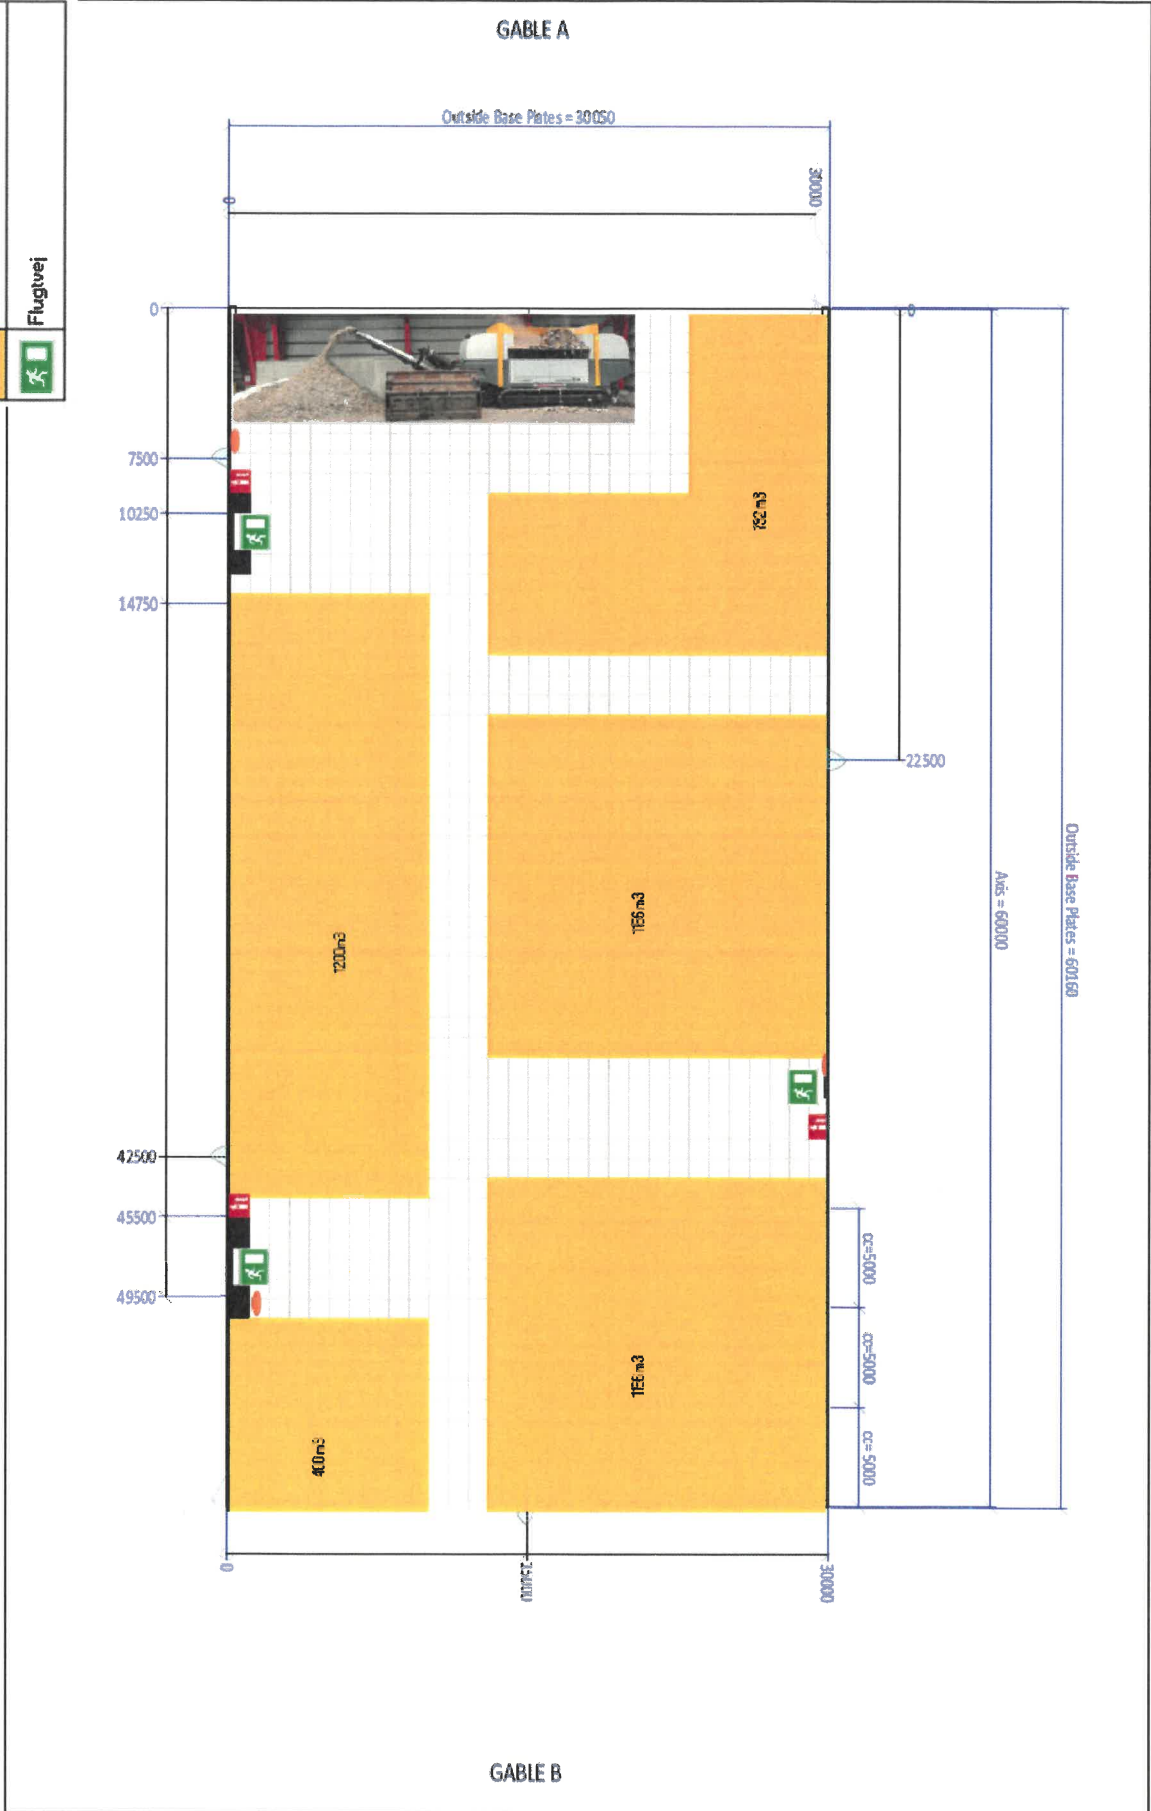 GABLE A
Flugtvej
Outside Base Plates = 30050
0
30000
0
0
7500
10250
14750
792 m3
22500
Outside Base Plates = 60160
Axis = 60000
1156 m3
1200m3
42500
45500
49500
cc=5000
cc=5000
cc=5000
1156 m3
400m3
0
30000
GABLE B